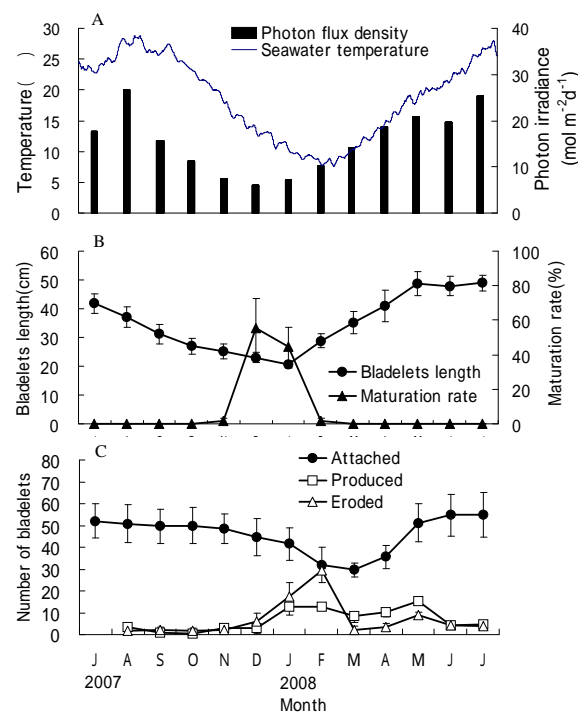 A
Photon flux density
Seawater temperature
Temperature( )
30
25
20
15
10
5
0
40
30
20
10
0
Photon irradiance
(mol m-2d-1)
B
Bladelets length(cm)
60
50
40
30
20
10
0
100
80
60
40
20
0
Maturation rate(%)
Bladelets length
Maturation rate
C
Attached
Produced
Eroded
Number of bladelets
80
70
60
50
40
30
20
10
0
J A S O N D J F M A M J J
2007 2008
Month